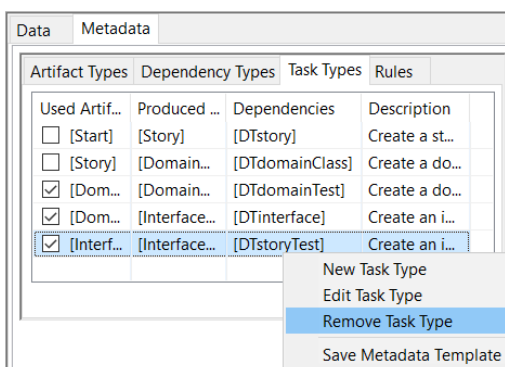 Data Metadata
Artifact Types Dependency Types Task Types Rules
Used Artif... Produced ... Dependencies Description
[Start] [Story] [DTstory] Create a st...
[Story] [Domain... [DTdomainClass] Create a do...
[Dom... [Domain... [DTdomainTest] Create a do...
[Dom... [Interface... [DTinterface] Create an i...
[Interf... [Interface... [DTstoryTest] Create an i...
New Task Type
Edit Task Type
Remove Task Type
Save Metadata Template